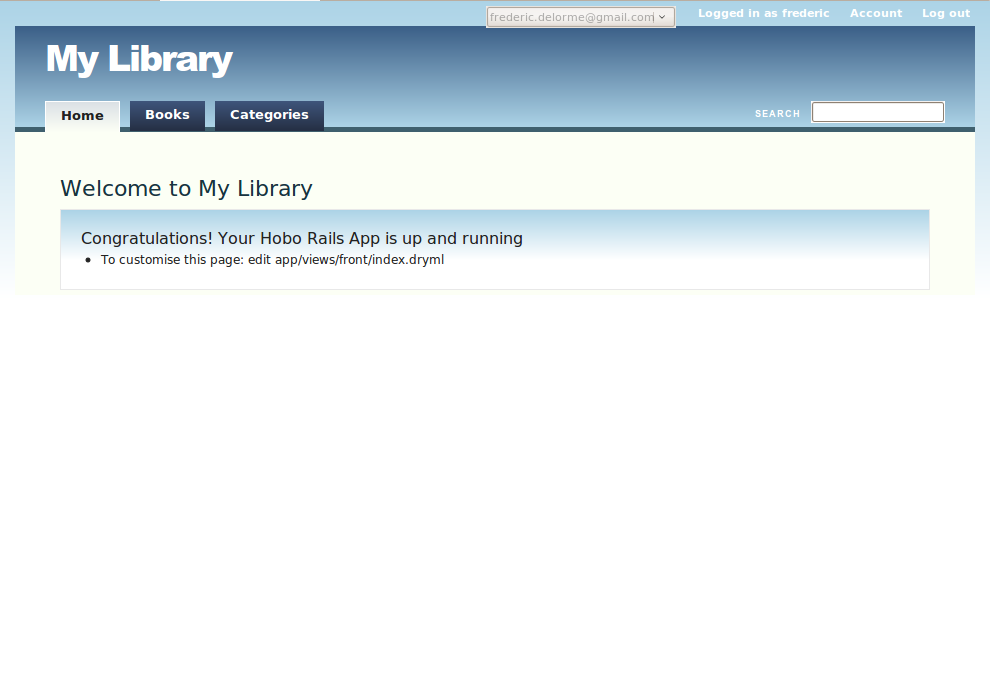 frederic.delorme@gmail.com Logged in as frederic Account Log out
My Library
Home Books Categories SEARCH
Welcome to My Library
Congratulations! Your Hobo Rails App is up and running
• To customise this page: edit app/views/front/index.dryml